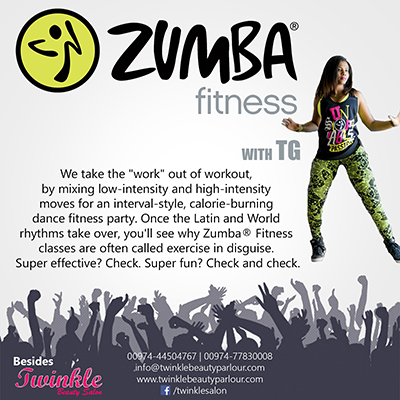 ZUMBA®
fitness
WITH TG
We take the "work" out of workout,
by mixing low-intensity and high-intensity
moves for an interval-style, calorie-burning
dance fitness party. Once the Latin and World
rhythms take over, you'll see why Zumba® Fitness
classes are often called exercise in disguise.
Super effective? Check. Super fun? Check and check.
Besides
Twinkle
Beauty Salon
00974-44504767 | 00974-77830008
info@twinklebeautyparlour.com
www.twinklebeautyparlour.com
f /twinklesalon